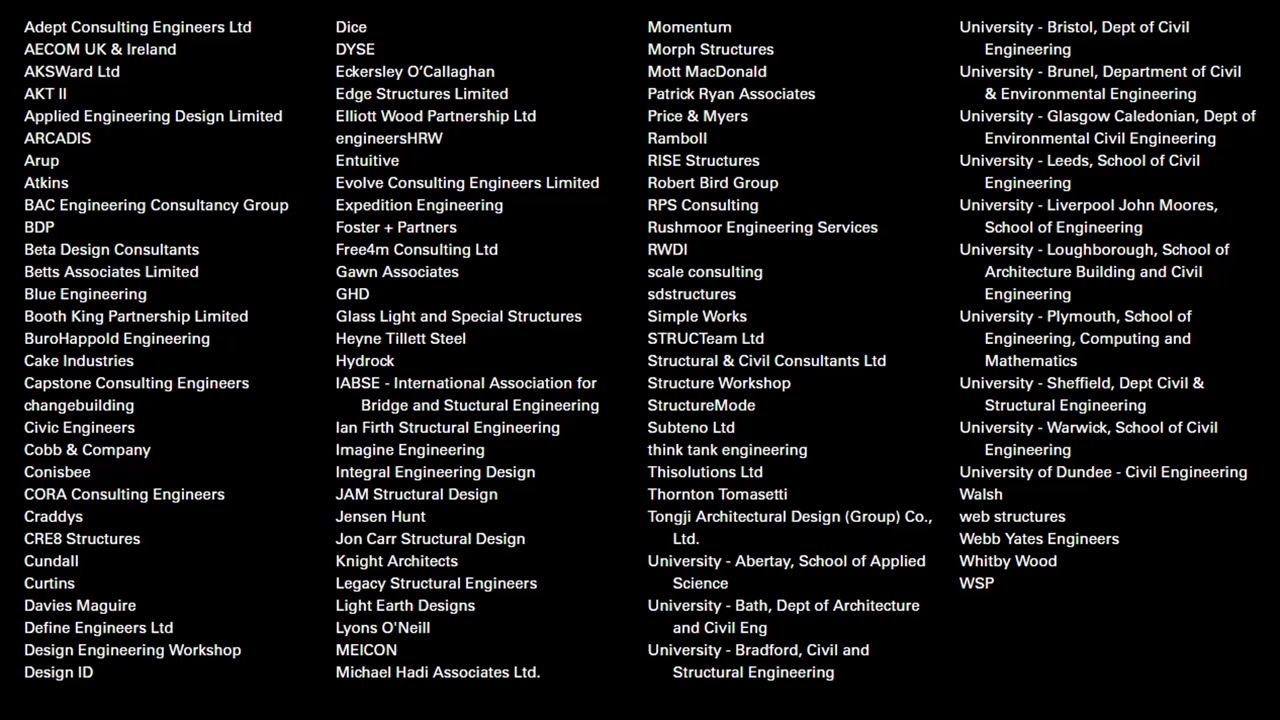 Adept Consulting Engineers Ltd
AECOM UK & Ireland
AKSWard Ltd
AKT II
Applied Engineering Design Limited
ARCADIS
Arup
Atkins
BAC Engineering Consultancy Group
BDP
Beta Design Consultants
Betts Associates Limited
Blue Engineering
Booth King Partnership Limited
BuroHappold Engineering
Cake Industries
Capstone Consulting Engineers
changebuilding
Civic Engineers
Cobb & Company
Conisbee
CORA Consulting Engineers
Craddys
CRE8 Structures
Cundall
Curtins
Davies Maguire
Define Engineers Ltd
Design Engineering Workshop
Design ID
Dice
DYSE
Eckersley O’Callaghan
Edge Structures Limited
Elliott Wood Partnership Ltd
engineersHRW
Entuitive
Evolve Consulting Engineers Limited
Expedition Engineering
Foster + Partners
Free4m Consulting Ltd
Gawn Associates
GHD
Glass Light and Special Structures
Heyne Tillett Steel
Hydrock
IABSE - International Association for
Bridge and Stuctural Engineering
Ian Firth Structural Engineering
Imagine Engineering
Integral Engineering Design
JAM Structural Design
Jensen Hunt
Jon Carr Structural Design
Knight Architects
Legacy Structural Engineers
Light Earth Designs
Lyons O'Neill
MEICON
Michael Hadi Associates Ltd.
Momentum
Morph Structures
Mott MacDonald
Patrick Ryan Associates
Price & Myers
Ramboll
RISE Structures
Robert Bird Group
RPS Consulting
Rushmoor Engineering Services
RWDI
scale consulting
sdstructures
Simple Works
STRUCTeam Ltd
Structural & Civil Consultants Ltd
Structure Workshop
StructureMode
Subteno Ltd
think tank engineering
Thisolutions Ltd
Thornton Tomasetti
Tongji Architectural Design (Group) Co.,
Ltd.
University - Abertay, School of Applied
Science
University - Bath, Dept of Architecture
and Civil Eng
University - Bradford, Civil and
Structural Engineering
University - Bristol, Dept of Civil
Engineering
University - Brunel, Department of Civil
& Environmental Engineering
University - Glasgow Caledonian, Dept of
Environmental Civil Engineering
University - Leeds, School of Civil
Engineering
University - Liverpool John Moores,
School of Engineering
University - Loughborough, School of
Architecture Building and Civil
Engineering
University - Plymouth, School of
Engineering, Computing and
Mathematics
University - Sheffield, Dept Civil &
Structural Engineering
University - Warwick, School of Civil
Engineering
University of Dundee - Civil Engineering
Walsh
web structures
Webb Yates Engineers
Whitby Wood
WSP